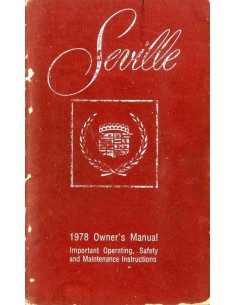 Seville
1978 Owner's Manual
Important Operating, Safety
and Maintenance Instructions